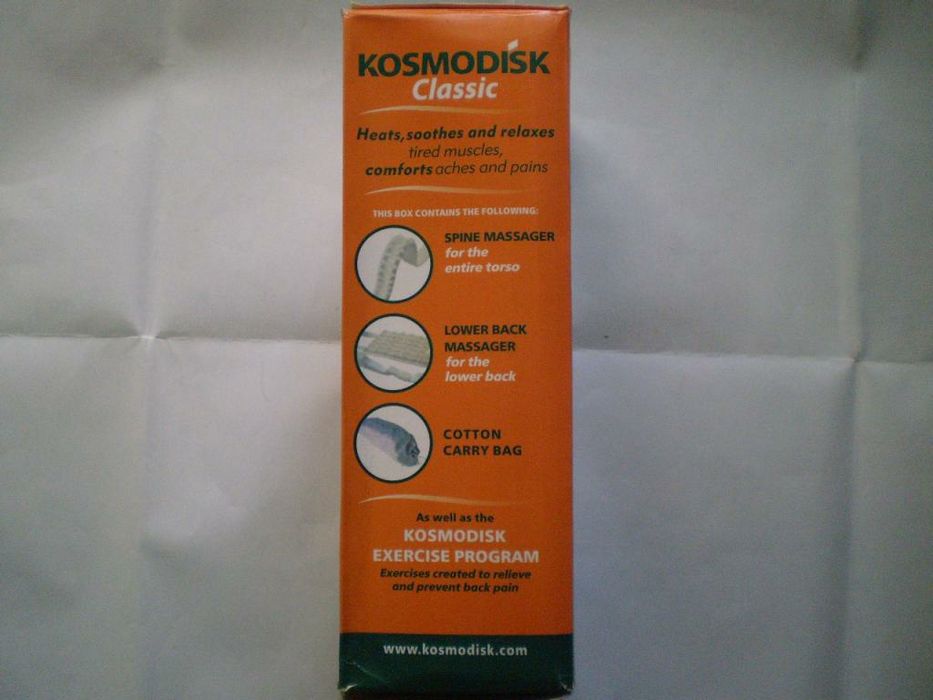 KOSMODISK
Classic
Heats, soothes and relaxes
tired muscles,
comforts aches and pains
THIS BOX CONTAINS THE FOLLOWING:
SPINE MASSAGER
for the
entire torso
LOWER BACK
MASSAGER
for the
lower back
COTTON
CARRY BAG
As well as the
KOSMODISK
EXERCISE PROGRAM
Exercises created to relieve
and prevent back pain
www.kosmodisk.com